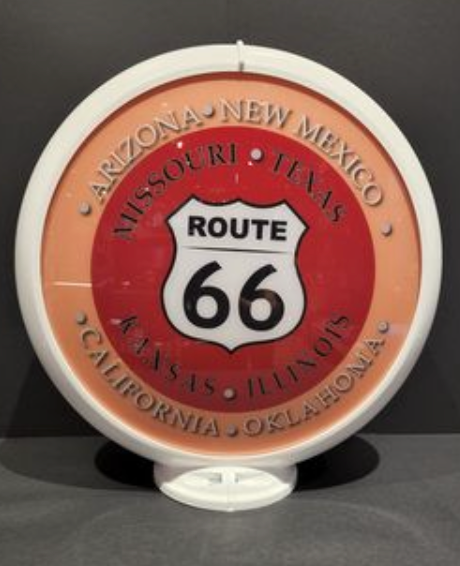 ARIZONA • NEW MEXICO
MISSOURI • TEXAS
ROUTE
66
KANSAS • ILLINOIS
• CALIFORNIA • OKLAHOMA •